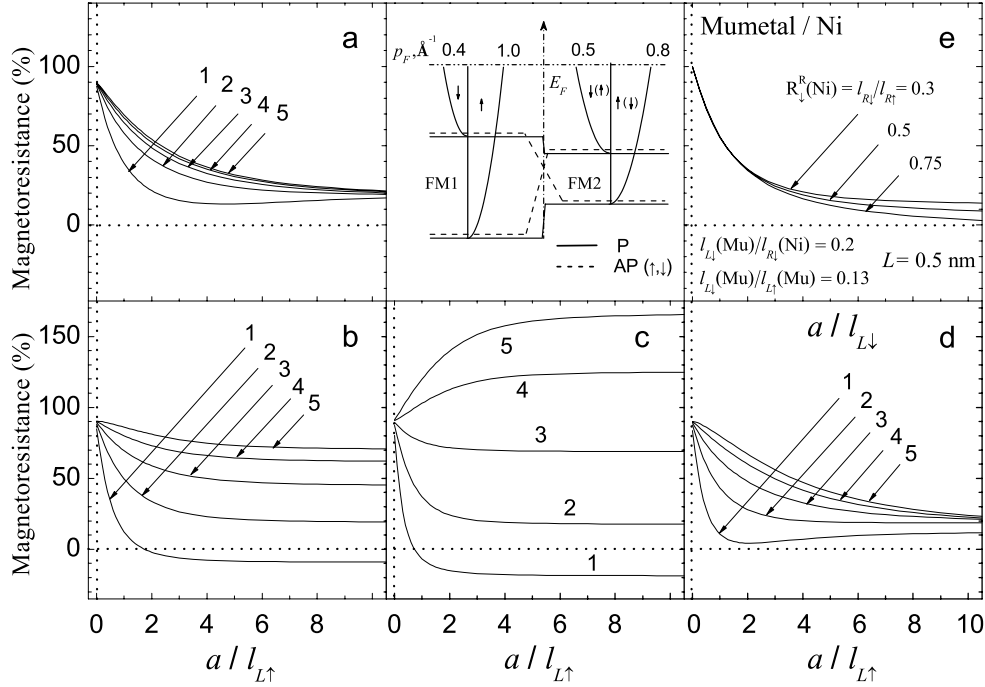 Magnetoresistance (%)
100
50
0
a
1
2
3
4
5
p_F, Å⁻¹ 0.4 1.0 0.5 0.8
E_F
↓ ↑ ↓(↑) ↑(↓)
FM1 FM2
P
AP (↑,↓)
Mumetal / Ni e
R↓^R(Ni) = l_R↓/l_R↑ = 0.3
0.5
0.75
l_L↓(Mu)/l_R↓(Ni) = 0.2
l_L↓(Mu)/l_L↑(Mu) = 0.13
L = 0.5 nm
a / l_L↓
Magnetoresistance (%)
150
100
50
0
b
1
2
3
4
5
0 2 4 6 8
a / l_L↑
c
5
4
3
2
1
0 2 4 6 8
a / l_L↑
d
1
2
3
4
5
0 2 4 6 8 10
a / l_L↑